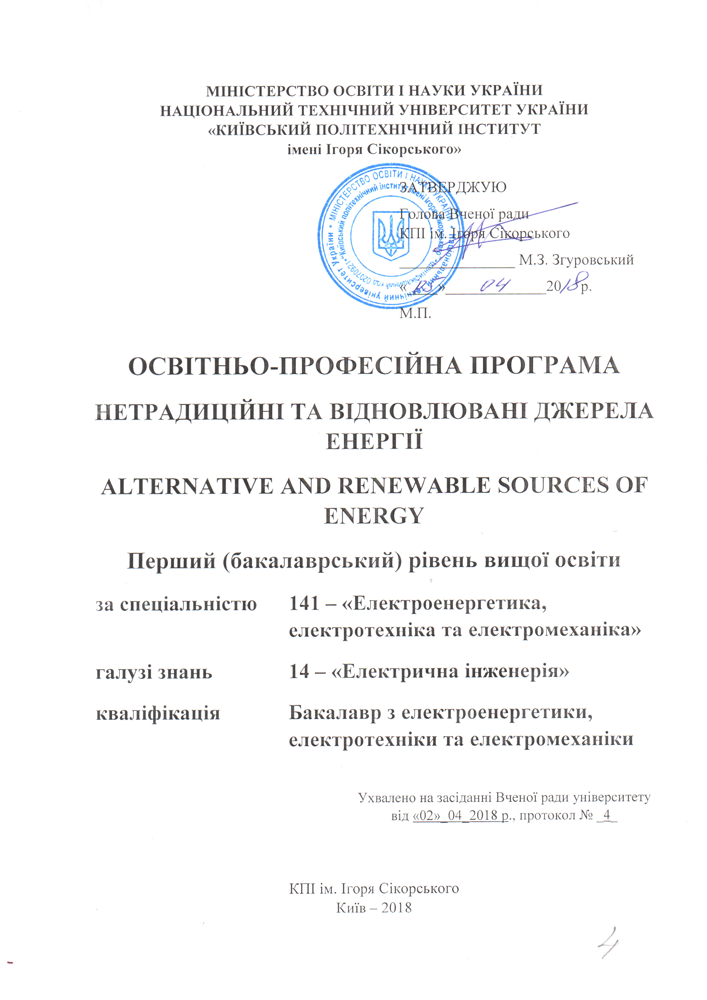 МІНІСТЕРСТВО ОСВІТИ І НАУКИ УКРАЇНИ
НАЦІОНАЛЬНИЙ ТЕХНІЧНИЙ УНІВЕРСИТЕТ УКРАЇНИ
«КИЇВСЬКИЙ ПОЛІТЕХНІЧНИЙ ІНСТИТУТ
імені Ігоря Сікорського»
* МІНІСТЕРСТВО ОСВІТИ І НАУКИ УКРАЇНИ * Національний технічний університет України
"Київський політехнічний інститут імені Ігоря Сікорського" * Ідентифікаційний код 02070921 *
ЗАТВЕРДЖУЮ
Голова Вченої ради
КПІ ім. Ігоря Сікорського
_______________ М.З. Згуровський
« » 04 2018 р.
М.П.
ОСВІТНЬО-ПРОФЕСІЙНА ПРОГРАМА
НЕТРАДИЦІЙНІ ТА ВІДНОВЛЮВАНІ ДЖЕРЕЛА
ЕНЕРГІЇ
ALTERNATIVE AND RENEWABLE SOURCES OF
ENERGY
Перший (бакалаврський) рівень вищої освіти
за спеціальністю 141 – «Електроенергетика,
електротехніка та електромеханіка»
галузі знань 14 – «Електрична інженерія»
кваліфікація Бакалавр з електроенергетики,
електротехніки та електромеханіки
Ухвалено на засіданні Вченої ради університету
від «02»_04_2018 р., протокол № _4_
КПІ ім. Ігоря Сікорського
Київ – 2018
4